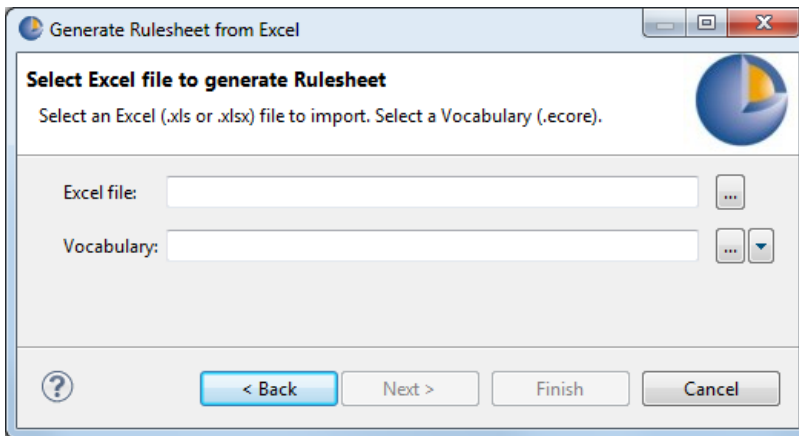 Generate Rulesheet from Excel
Select Excel file to generate Rulesheet
Select an Excel (.xls or .xlsx) file to import. Select a Vocabulary (.ecore).
Excel file:
...
Vocabulary:
...
?
< Back
Next >
Finish
Cancel